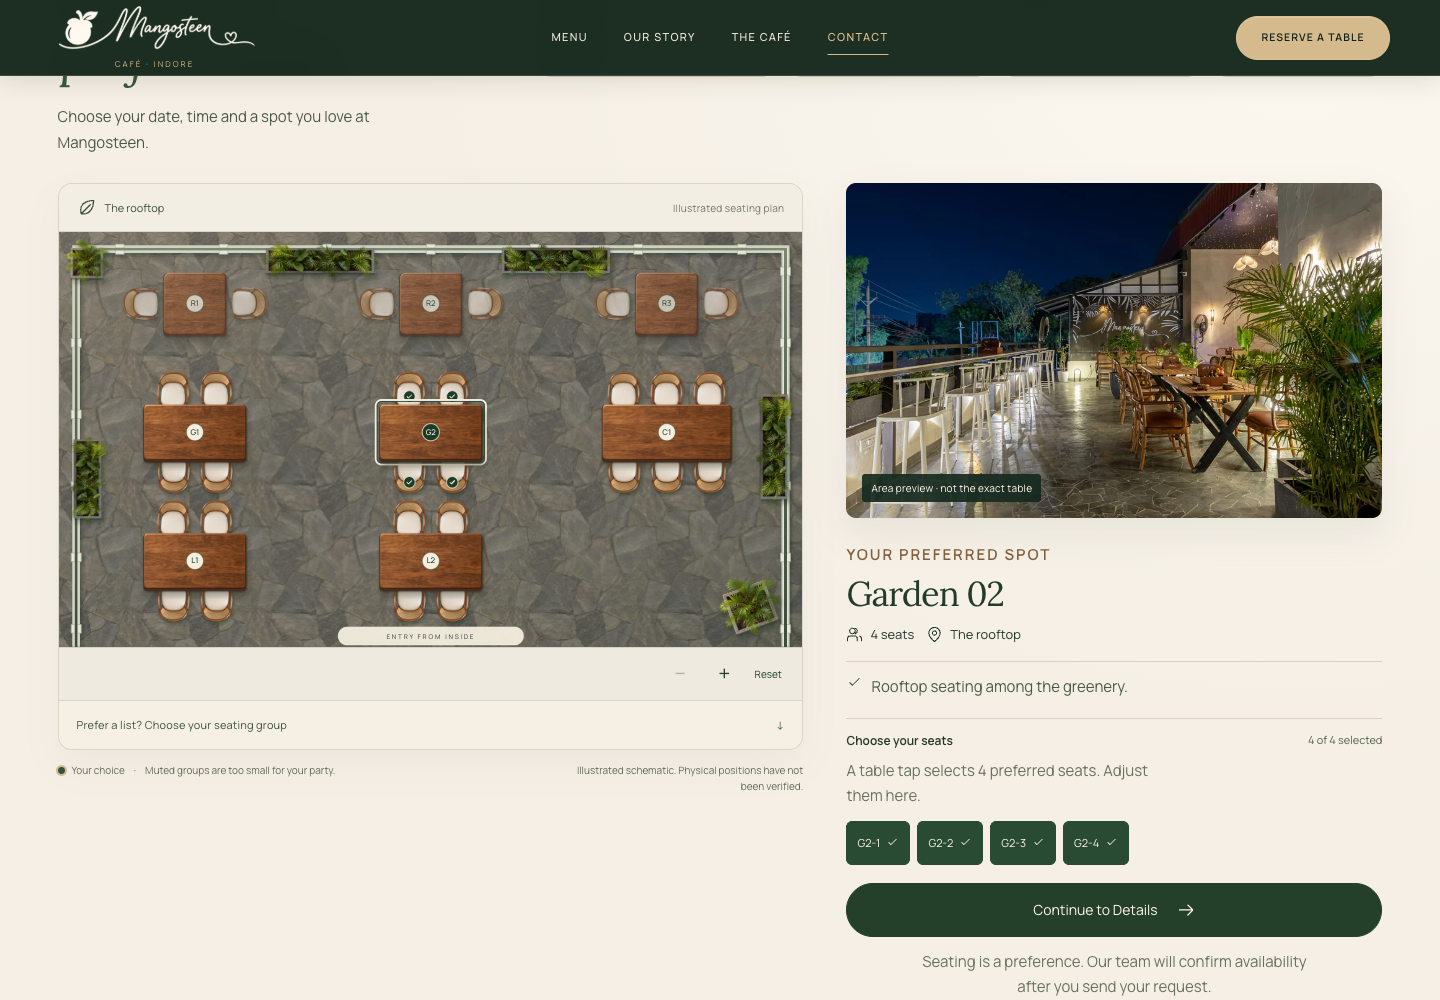 Mangosteen
CAFÉ · INDORE
MENU
OUR STORY
THE CAFÉ
CONTACT
RESERVE A TABLE
Choose your date, time and a spot you love at
Mangosteen.
The rooftop
Illustrated seating plan
R1
R2
R3
G1
G2
C1
L1
L2
ENTRY FROM INSIDE
Reset
Prefer a list? Choose your seating group
Your choice · Muted groups are too small for your party.
Illustrated schematic. Physical positions have not
been verified.
Mangosteen
Area preview · not the exact table
YOUR PREFERRED SPOT
Garden 02
4 seats
The rooftop
Rooftop seating among the greenery.
Choose your seats
4 of 4 selected
A table tap selects 4 preferred seats. Adjust
them here.
G2-1
G2-2
G2-3
G2-4
Continue to Details
Seating is a preference. Our team will confirm availability
after you send your request.